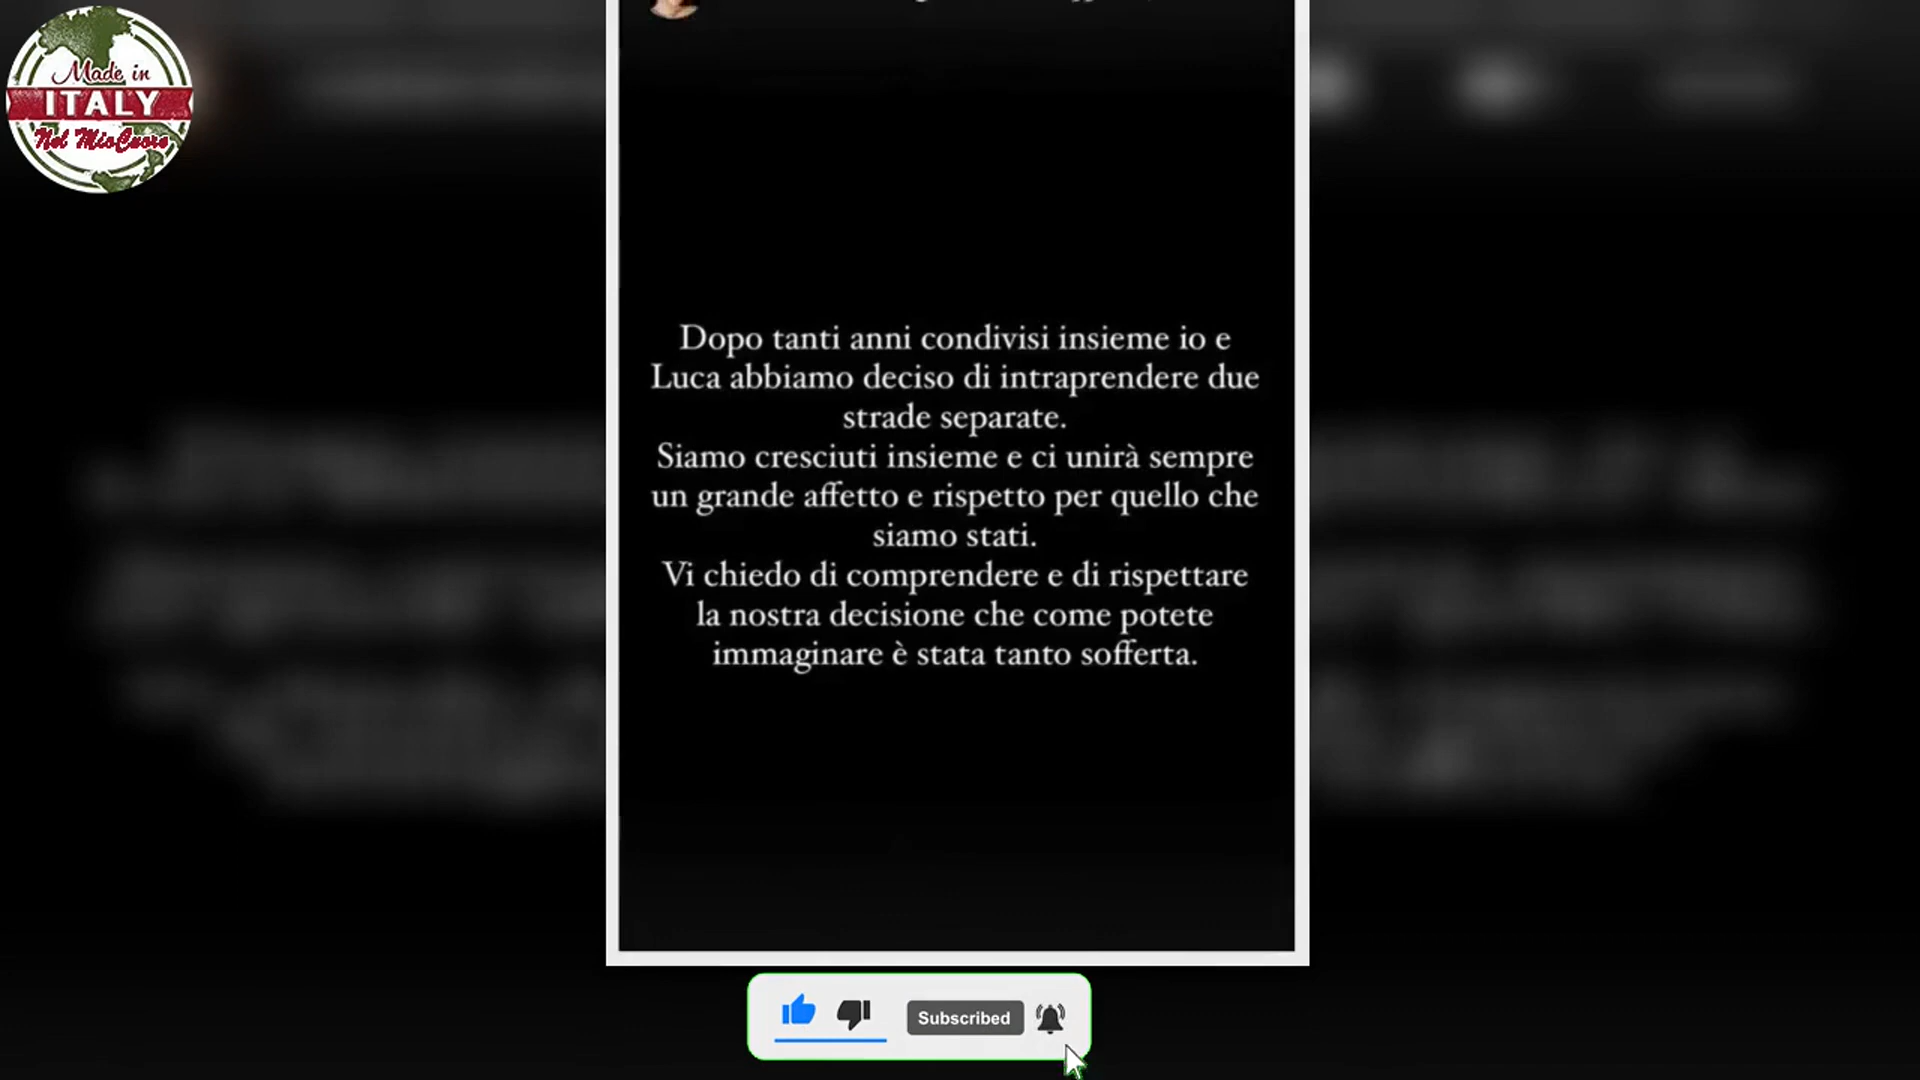 Made in
ITALY
Nel Mio Cuore
Dopo tanti anni condivisi insieme io e
Luca abbiamo deciso di intraprendere due
strade separate.
Siamo cresciuti insieme e ci unirà sempre
un grande affetto e rispetto per quello che
siamo stati.
Vi chiedo di comprendere e di rispettare
la nostra decisione che come potete
immaginare è stata tanto sofferta.
Subscribed